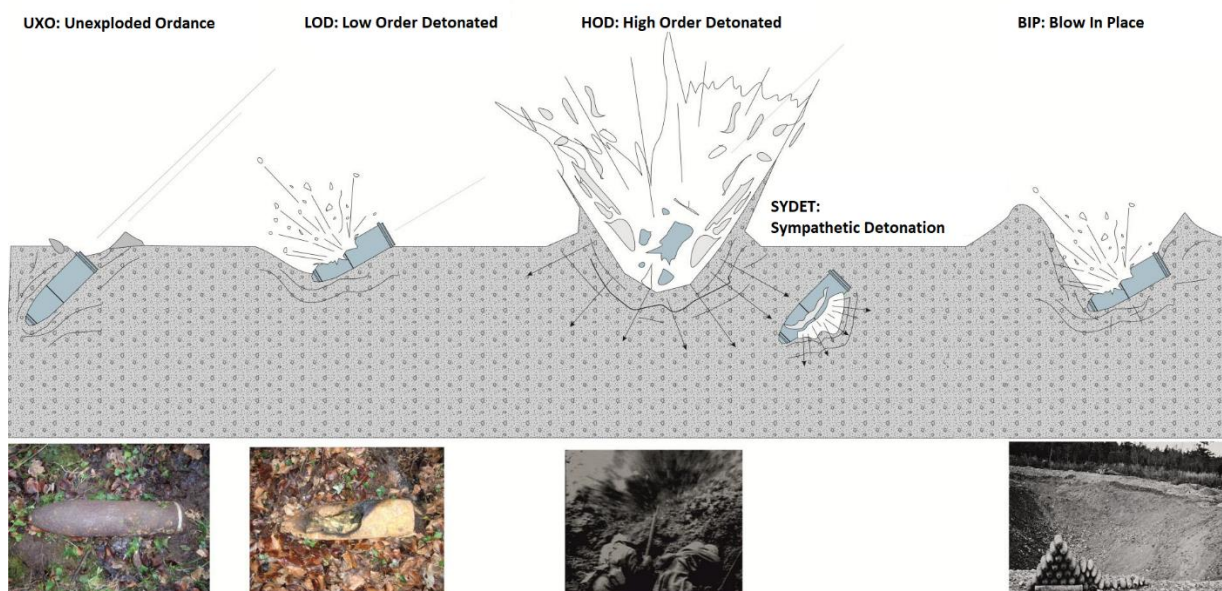 UXO: Unexploded Ordance
LOD: Low Order Detonated
HOD: High Order Detonated
BIP: Blow In Place
SYDET:
Sympathetic Detonation